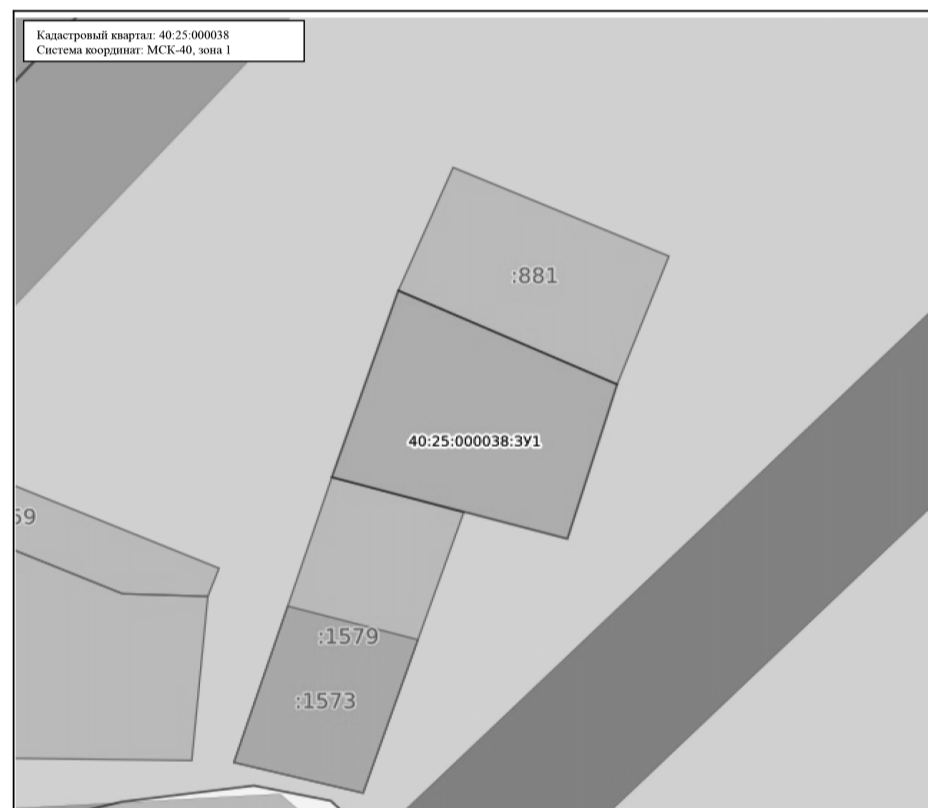 Кадастровый квартал: 40:25:000038
Система координат: МСК-40, зона 1
:881
40:25:000038:ЗУ1
59
:1579
:1573